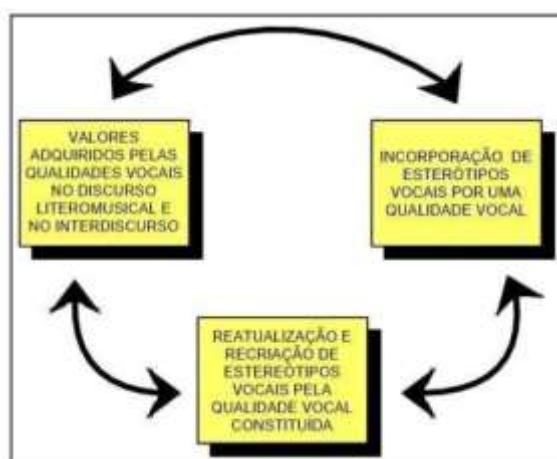 VALORES
ADQUIRIDOS PELAS
QUALIDADES VOCAIS
NO DISCURSO
LITEROMUSICAL E
NO INTERDISCURSO
INCORPORAÇÃO DE
ESTERÓTIPOS
VOCAIS POR UMA
QUALIDADE VOCAL
REATUALIZAÇÃO E
RECRIAÇÃO DE
ESTEREÓTIPOS
VOCAIS PELA
QUALIDADE VOCAL
CONSTITUÍDA